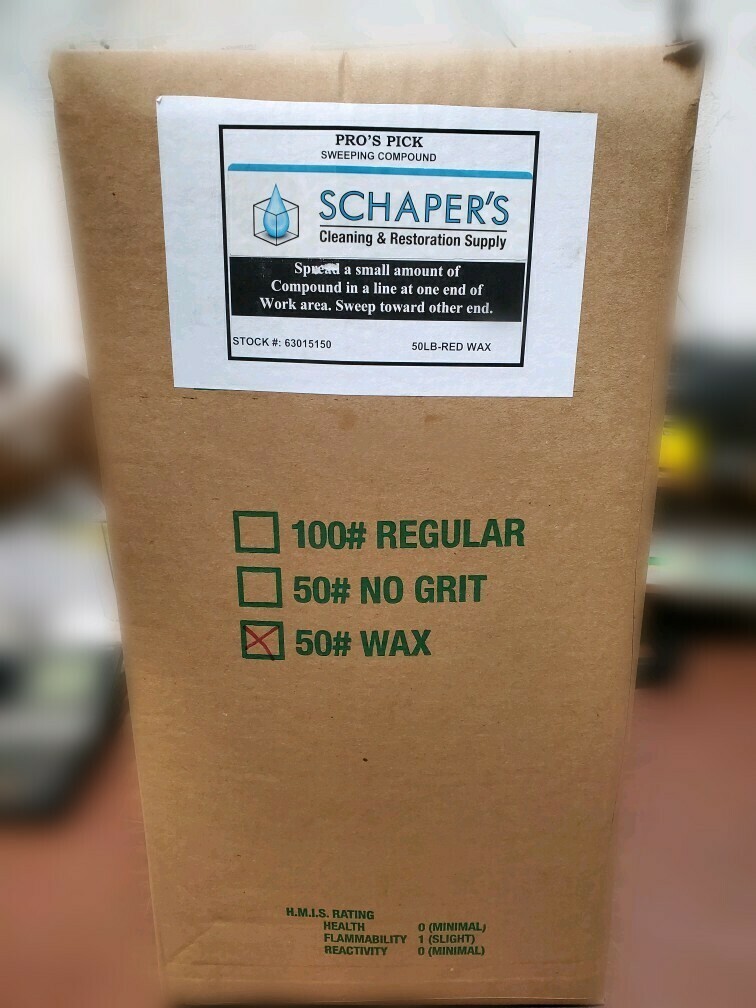 PRO'S PICK
SWEEPING COMPOUND
SCHAPER'S
Cleaning & Restoration Supply
Spread a small amount of
Compound in a line at one end of
Work area. Sweep toward other end.
STOCK #: 63015150 50LB-RED WAX
100# REGULAR
50# NO GRIT
50# WAX
H.M.I.S. RATING
HEALTH 0 (MINIMAL)
FLAMMABILITY 1 (SLIGHT)
REACTIVITY 0 (MINIMAL)